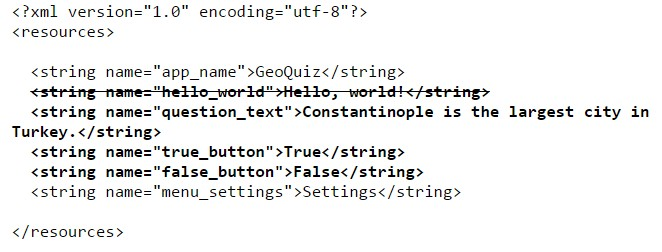 <?xml version="1.0" encoding="utf-8"?>
<resources>
<string name="app_name">GeoQuiz</string>
<string name="hello_world">Hello, world!</string>
<string name="question_text">Constantinople is the largest city in
Turkey.</string>
<string name="true_button">True</string>
<string name="false_button">False</string>
<string name="menu_settings">Settings</string>
</resources>